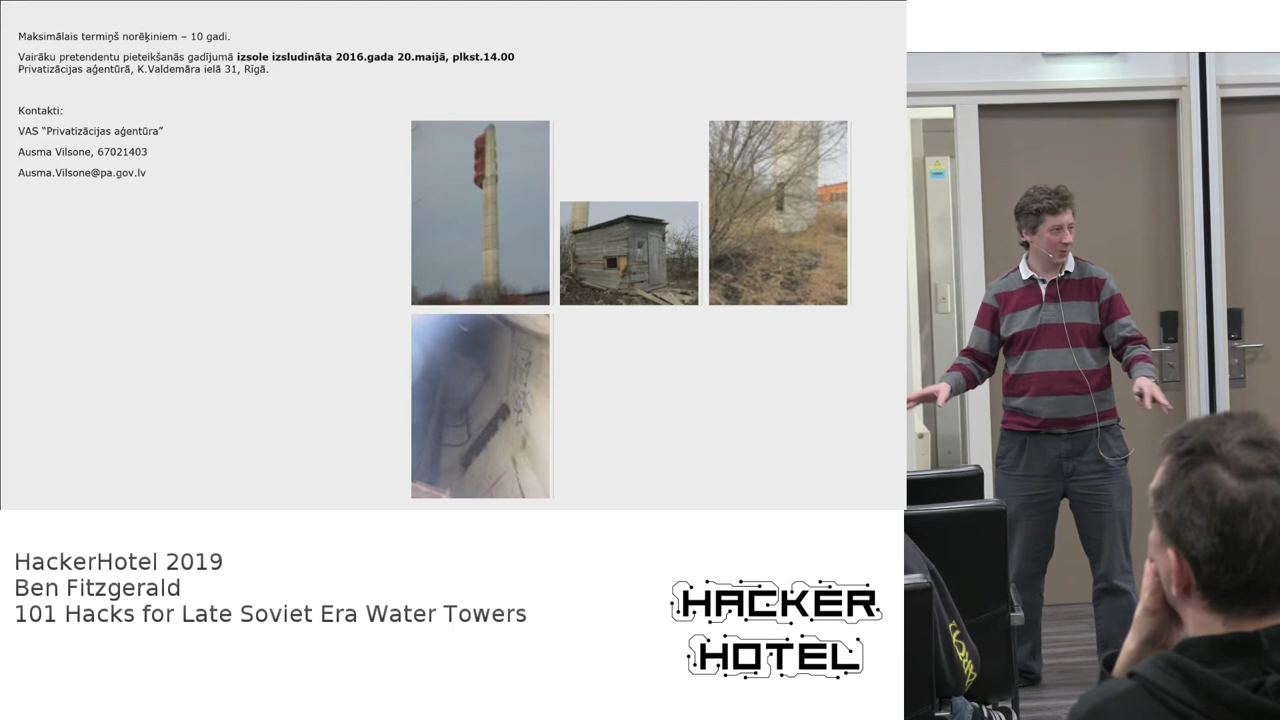 Maksimālais termiņš norēķiniem – 10 gadi.
Vairāku pretendentu pieteikšanās gadījumā izsole izsludināta 2016.gada 20.maijā, plkst.14.00
Privatizācijas aģentūrā, K.Valdemāra ielā 31, Rīgā.
Kontakti:
VAS “Privatizācijas aģentūra”
Ausma Vilsone, 67021403
Ausma.Vilsone@pa.gov.lv
HackerHotel 2019
Ben Fitzgerald
101 Hacks for Late Soviet Era Water Towers
HACKER
HOTEL